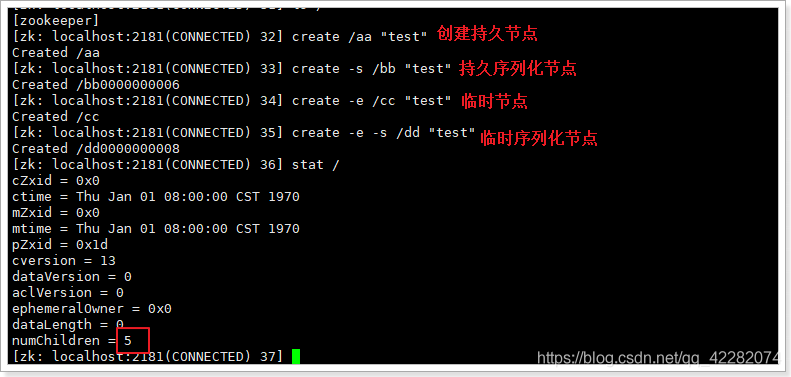 [zookeeper]
[zk: localhost:2181(CONNECTED) 32] create /aa "test" 创建持久节点
Created /aa
[zk: localhost:2181(CONNECTED) 33] create -s /bb "test" 持久序列化节点
Created /bb0000000006
[zk: localhost:2181(CONNECTED) 34] create -e /cc "test" 临时节点
Created /cc
[zk: localhost:2181(CONNECTED) 35] create -e -s /dd "test" 临时序列化节点
Created /dd0000000008
[zk: localhost:2181(CONNECTED) 36] stat /
cZxid = 0x0
ctime = Thu Jan 01 08:00:00 CST 1970
mZxid = 0x0
mtime = Thu Jan 01 08:00:00 CST 1970
pZxid = 0x1d
cversion = 13
dataVersion = 0
aclVersion = 0
ephemeralOwner = 0x0
dataLength = 0
numChildren = 5
[zk: localhost:2181(CONNECTED) 37]
https://blog.csdn.net/qq_42282074